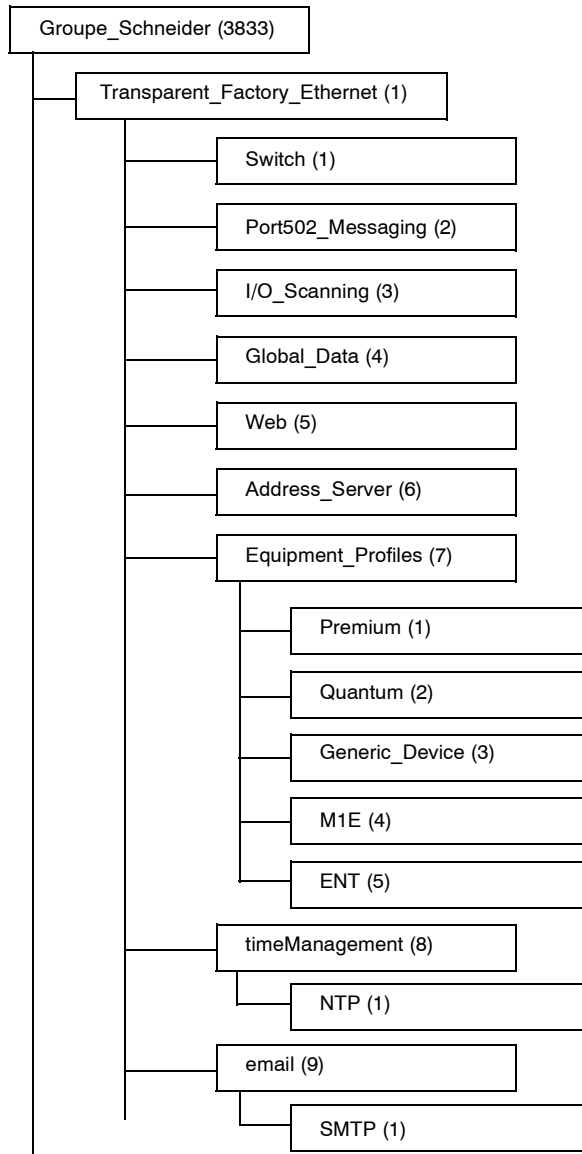 Groupe_Schneider (3833)
Transparent_Factory_Ethernet (1)
Switch (1)
Port502_Messaging (2)
I/O_Scanning (3)
Global_Data (4)
Web (5)
Address_Server (6)
Equipment_Profiles (7)
Premium (1)
Quantum (2)
Generic_Device (3)
M1E (4)
ENT (5)
timeManagement (8)
NTP (1)
email (9)
SMTP (1)